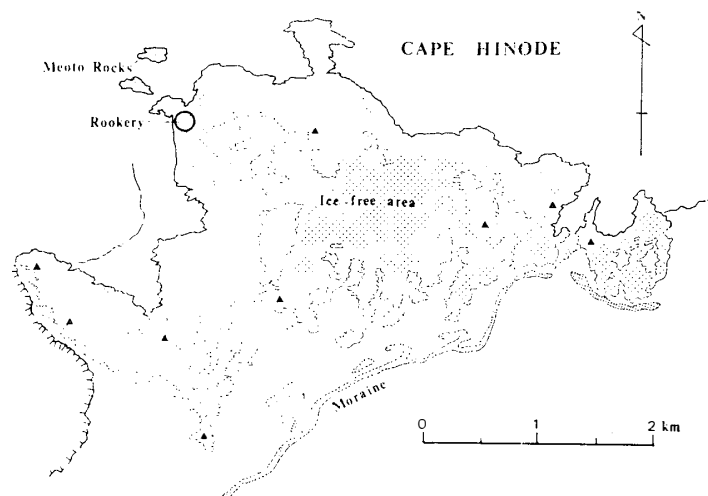 N
CAPE HINODE
Meoto Rocks
Rookery
Ice-free area
Moraine
0 1 2 km